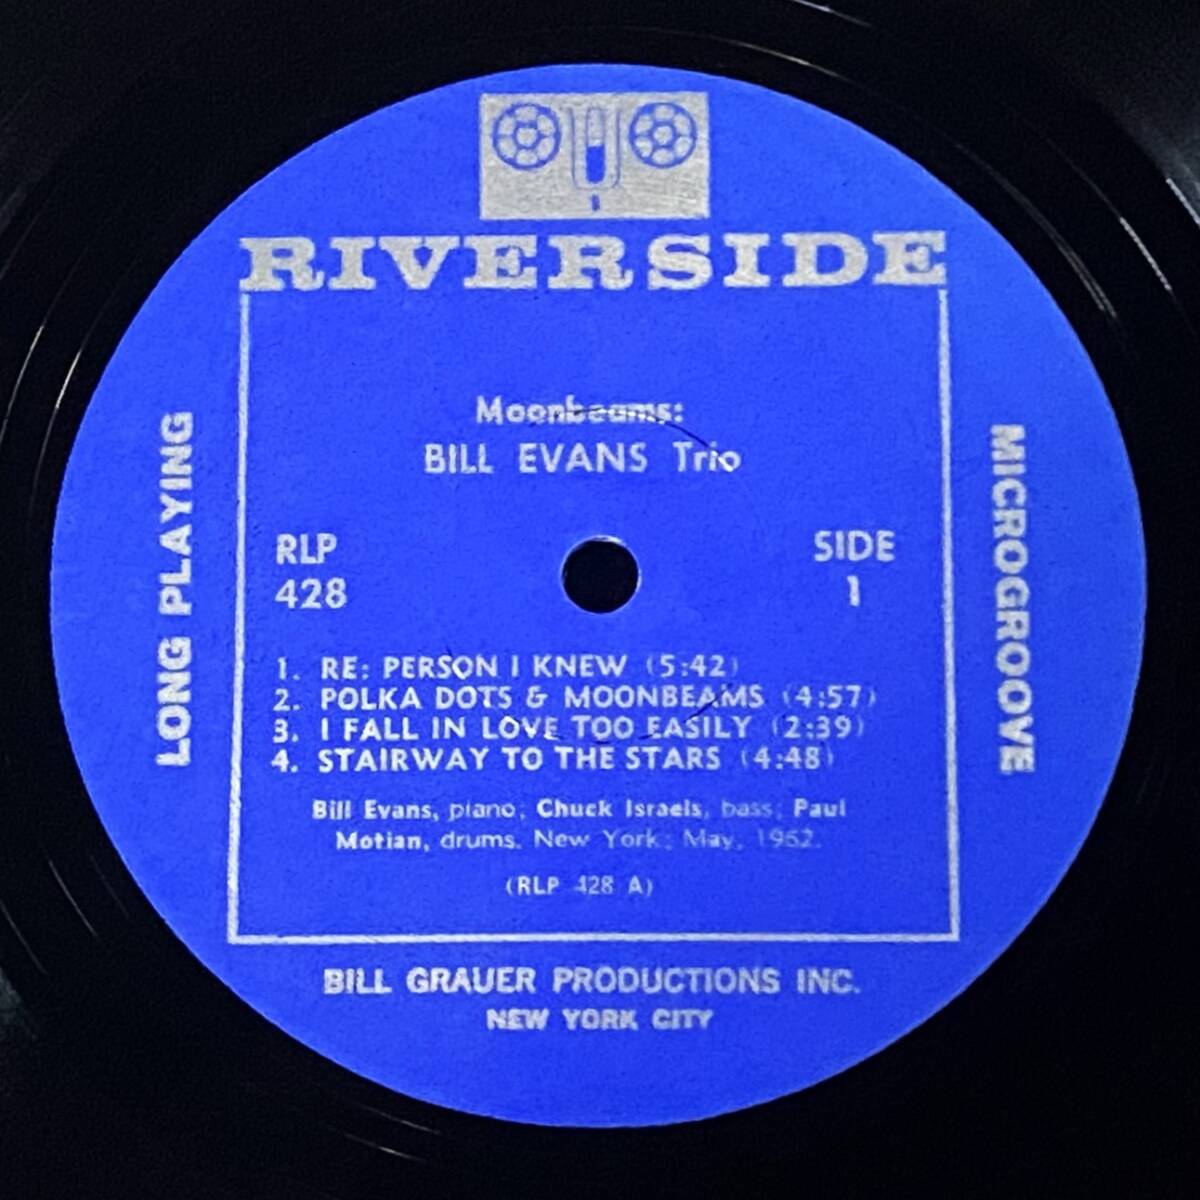 RIVERSIDE
Moonbeams:
BILL EVANS Trio
RLP
428
SIDE
1
LONG PLAYING
MICROGROOVE
1. RE: PERSON I KNEW (5:42)
2. POLKA DOTS & MOONBEAMS (4:57)
3. I FALL IN LOVE TOO EASILY (2:39)
4. STAIRWAY TO THE STARS (4:48)
Bill Evans, piano; Chuck Israels, bass; Paul
Motian, drums. New York; May, 1962.
(RLP 428 A)
BILL GRAUER PRODUCTIONS INC.
NEW YORK CITY